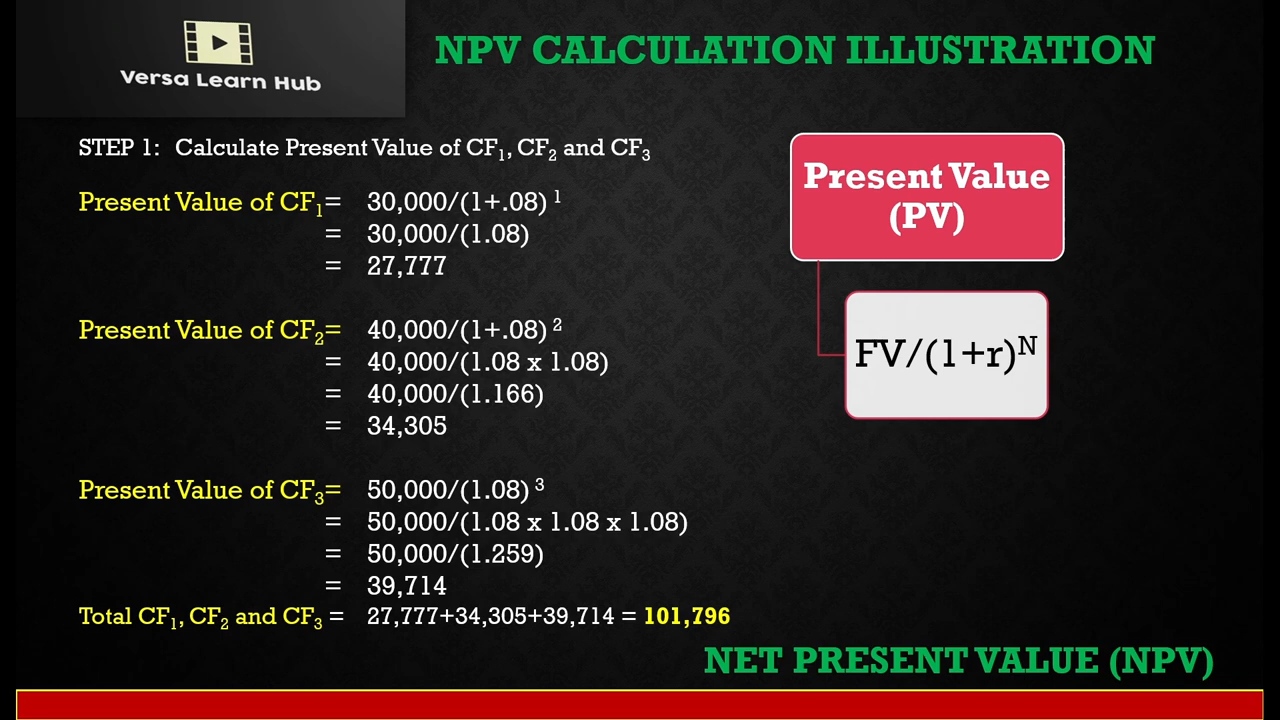 Versa Learn Hub
NPV CALCULATION ILLUSTRATION
STEP 1: Calculate Present Value of CF₁, CF₂ and CF₃
Present Value of CF₁= 30,000/(1+.08) ¹
= 30,000/(1.08)
= 27,777
Present Value of CF₂= 40,000/(1+.08) ²
= 40,000/(1.08 x 1.08)
= 40,000/(1.166)
= 34,305
Present Value of CF₃= 50,000/(1.08) ³
= 50,000/(1.08 x 1.08 x 1.08)
= 50,000/(1.259)
= 39,714
Total CF₁, CF₂ and CF₃ = 27,777+34,305+39,714 = 101,796
Present Value
(PV)
FV/(1+r)ᴺ
NET PRESENT VALUE (NPV)